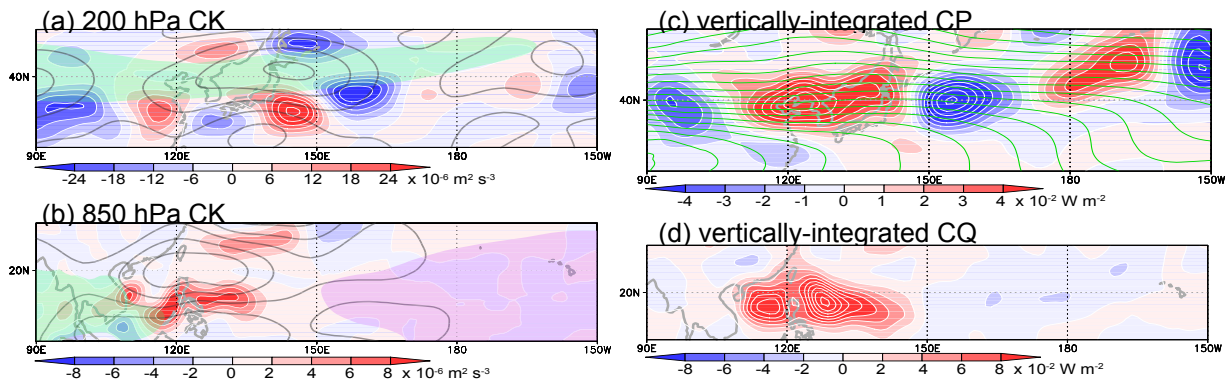 (a) 200 hPa CK
40N
90E 120E 150E 180 150W
-24 -18 -12 -6 0 6 12 18 24 x 10⁻⁶ m² s⁻³
(b) 850 hPa CK
20N
90E 120E 150E 180 150W
-8 -6 -4 -2 0 2 4 6 8 x 10⁻⁶ m² s⁻³
(c) vertically-integrated CP
40N
90E 120E 150E 180 150W
-4 -3 -2 -1 0 1 2 3 4 x 10⁻² W m⁻²
(d) vertically-integrated CQ
20N
90E 120E 150E 180 150W
-8 -6 -4 -2 0 2 4 6 8 x 10⁻² W m⁻²